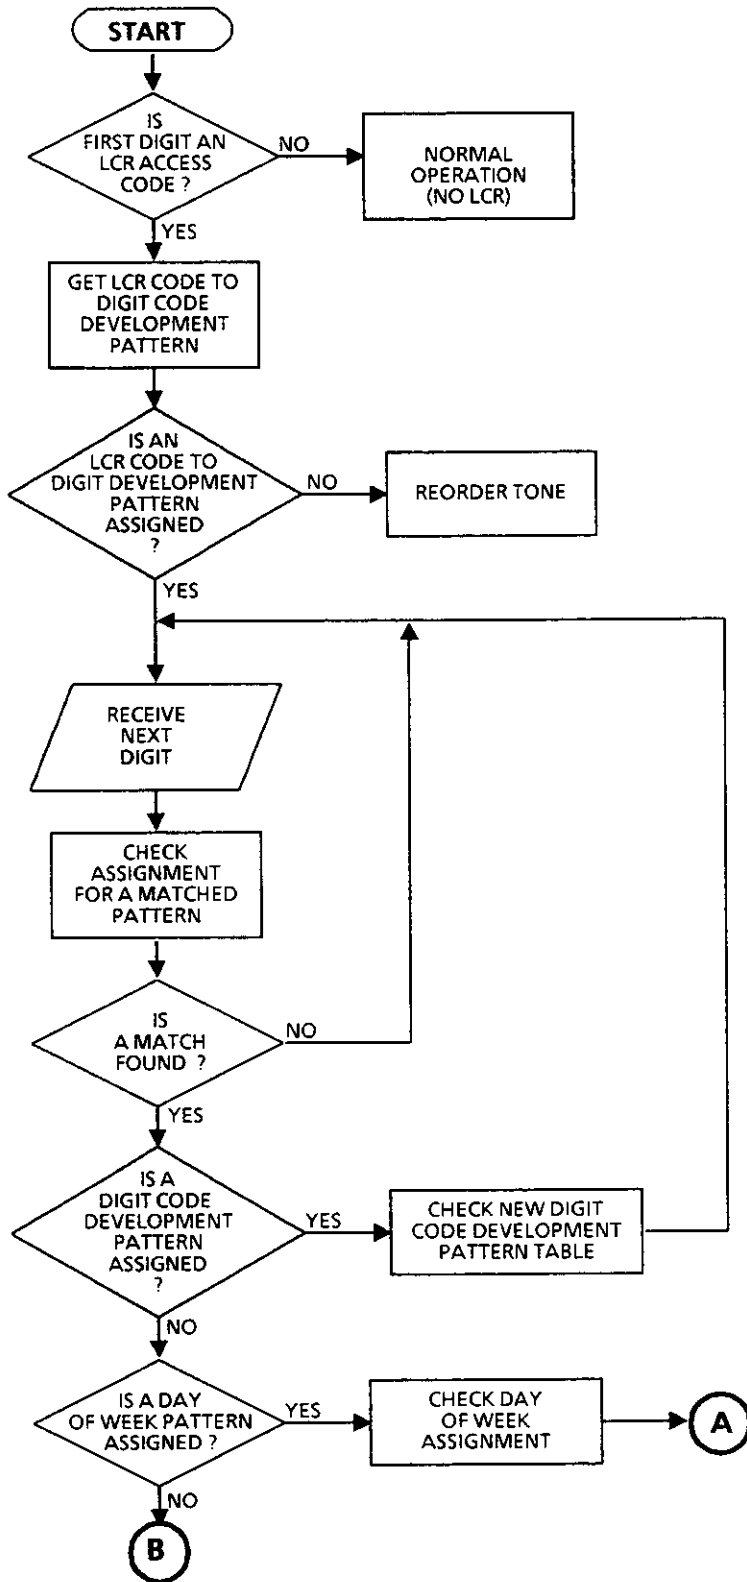 START
IS
FIRST DIGIT AN
LCR ACCESS
CODE ?
NO
NORMAL
OPERATION
(NO LCR)
YES
GET LCR CODE TO
DIGIT CODE
DEVELOPMENT
PATTERN
IS AN
LCR CODE TO
DIGIT DEVELOPMENT
PATTERN
ASSIGNED
?
NO
REORDER TONE
YES
RECEIVE
NEXT
DIGIT
CHECK
ASSIGNMENT
FOR A MATCHED
PATTERN
IS
A MATCH
FOUND ?
NO
YES
IS A
DIGIT CODE
DEVELOPMENT
PATTERN
ASSIGNED
?
YES
CHECK NEW DIGIT
CODE DEVELOPMENT
PATTERN TABLE
NO
IS A DAY
OF WEEK PATTERN
ASSIGNED ?
YES
CHECK DAY
OF WEEK
ASSIGNMENT
A
NO
B